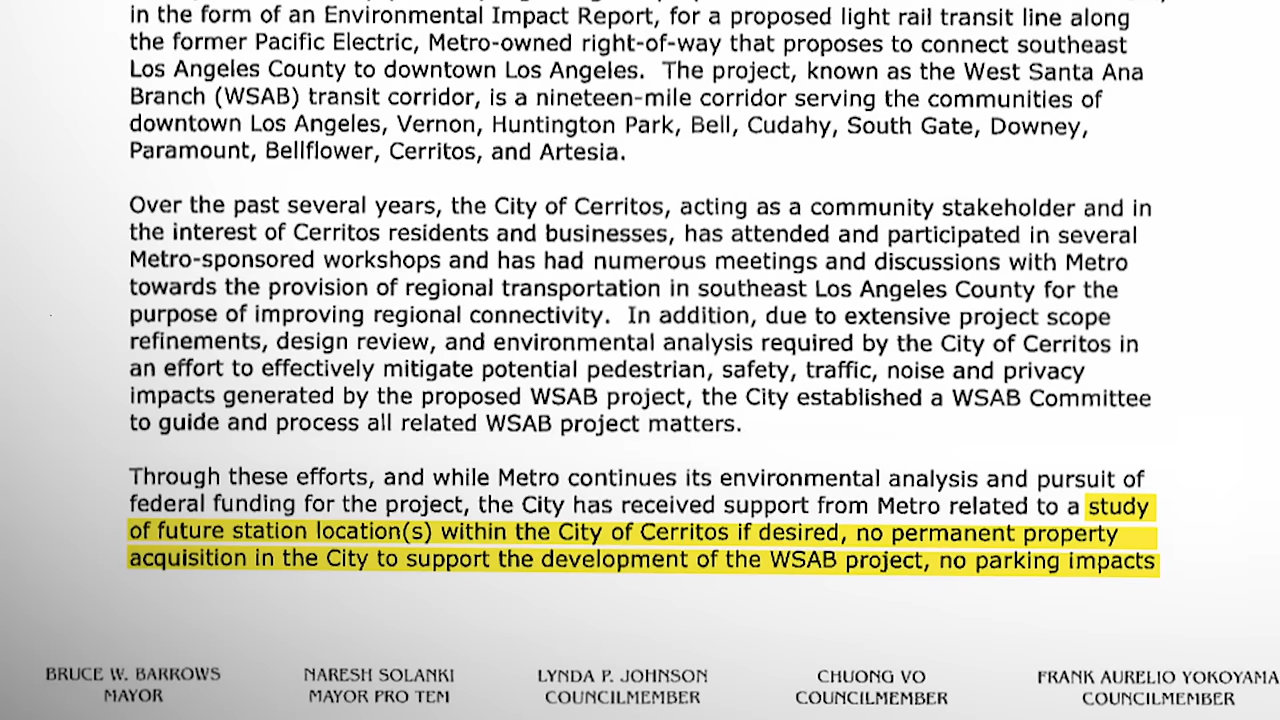 in the form of an Environmental Impact Report, for a proposed light rail transit line along
the former Pacific Electric, Metro-owned right-of-way that proposes to connect southeast
Los Angeles County to downtown Los Angeles. The project, known as the West Santa Ana
Branch (WSAB) transit corridor, is a nineteen-mile corridor serving the communities of
downtown Los Angeles, Vernon, Huntington Park, Bell, Cudahy, South Gate, Downey,
Paramount, Bellflower, Cerritos, and Artesia.
Over the past several years, the City of Cerritos, acting as a community stakeholder and in
the interest of Cerritos residents and businesses, has attended and participated in several
Metro-sponsored workshops and has had numerous meetings and discussions with Metro
towards the provision of regional transportation in southeast Los Angeles County for the
purpose of improving regional connectivity. In addition, due to extensive project scope
refinements, design review, and environmental analysis required by the City of Cerritos in
an effort to effectively mitigate potential pedestrian, safety, traffic, noise and privacy
impacts generated by the proposed WSAB project, the City established a WSAB Committee
to guide and process all related WSAB project matters.
Through these efforts, and while Metro continues its environmental analysis and pursuit of
federal funding for the project, the City has received support from Metro related to a study
of future station location(s) within the City of Cerritos if desired, no permanent property
acquisition in the City to support the development of the WSAB project, no parking impacts
BRUCE W. BARROWS NARESH SOLANKI LYNDA P. JOHNSON CHUONG VO FRANK AURELIO YOKOYAMA
MAYOR MAYOR PRO TEM COUNCILMEMBER COUNCILMEMBER COUNCILMEMBER